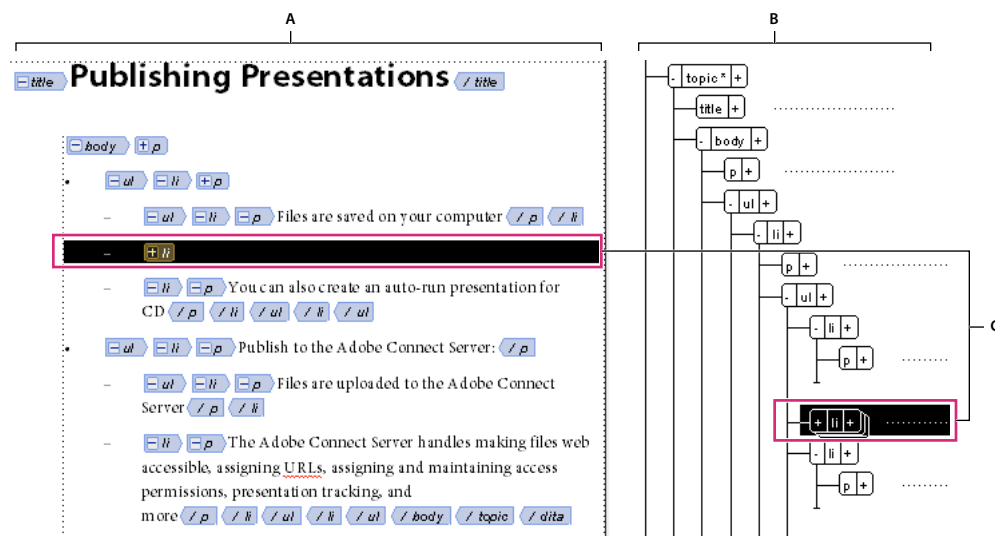 A
B
title Publishing Presentations / title
body p
• ul li p
– ul li p Files are saved on your computer / p / li
– li
– li p You can also create an auto-run presentation for
CD / p / li / ul / li / ul
• ul li p Publish to the Adobe Connect Server: / p
– ul li p Files are uploaded to the Adobe Connect
Server / p / li
– li p The Adobe Connect Server handles making files web
accessible, assigning URLs, assigning and maintaining access
permissions, presentation tracking, and
more / p / li / ul / li / ul / body / topic / dita
- topic* +
title +
- body +
p +
- ul +
- li +
p +
- ul +
- li +
p +
+ li +
- li +
p +
C